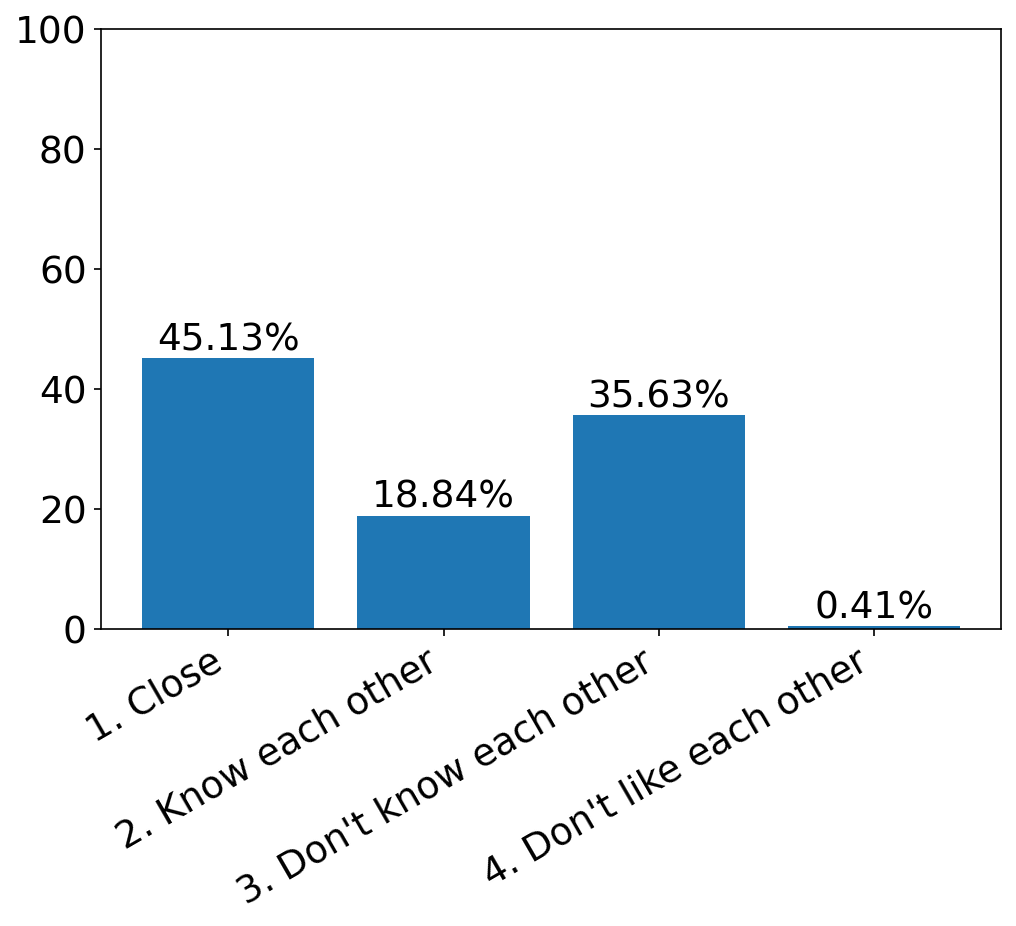 100
80
60
40
20
0
45.13%
18.84%
35.63%
0.41%
1. Close
2. Know each other
3. Don't know each other
4. Don't like each other